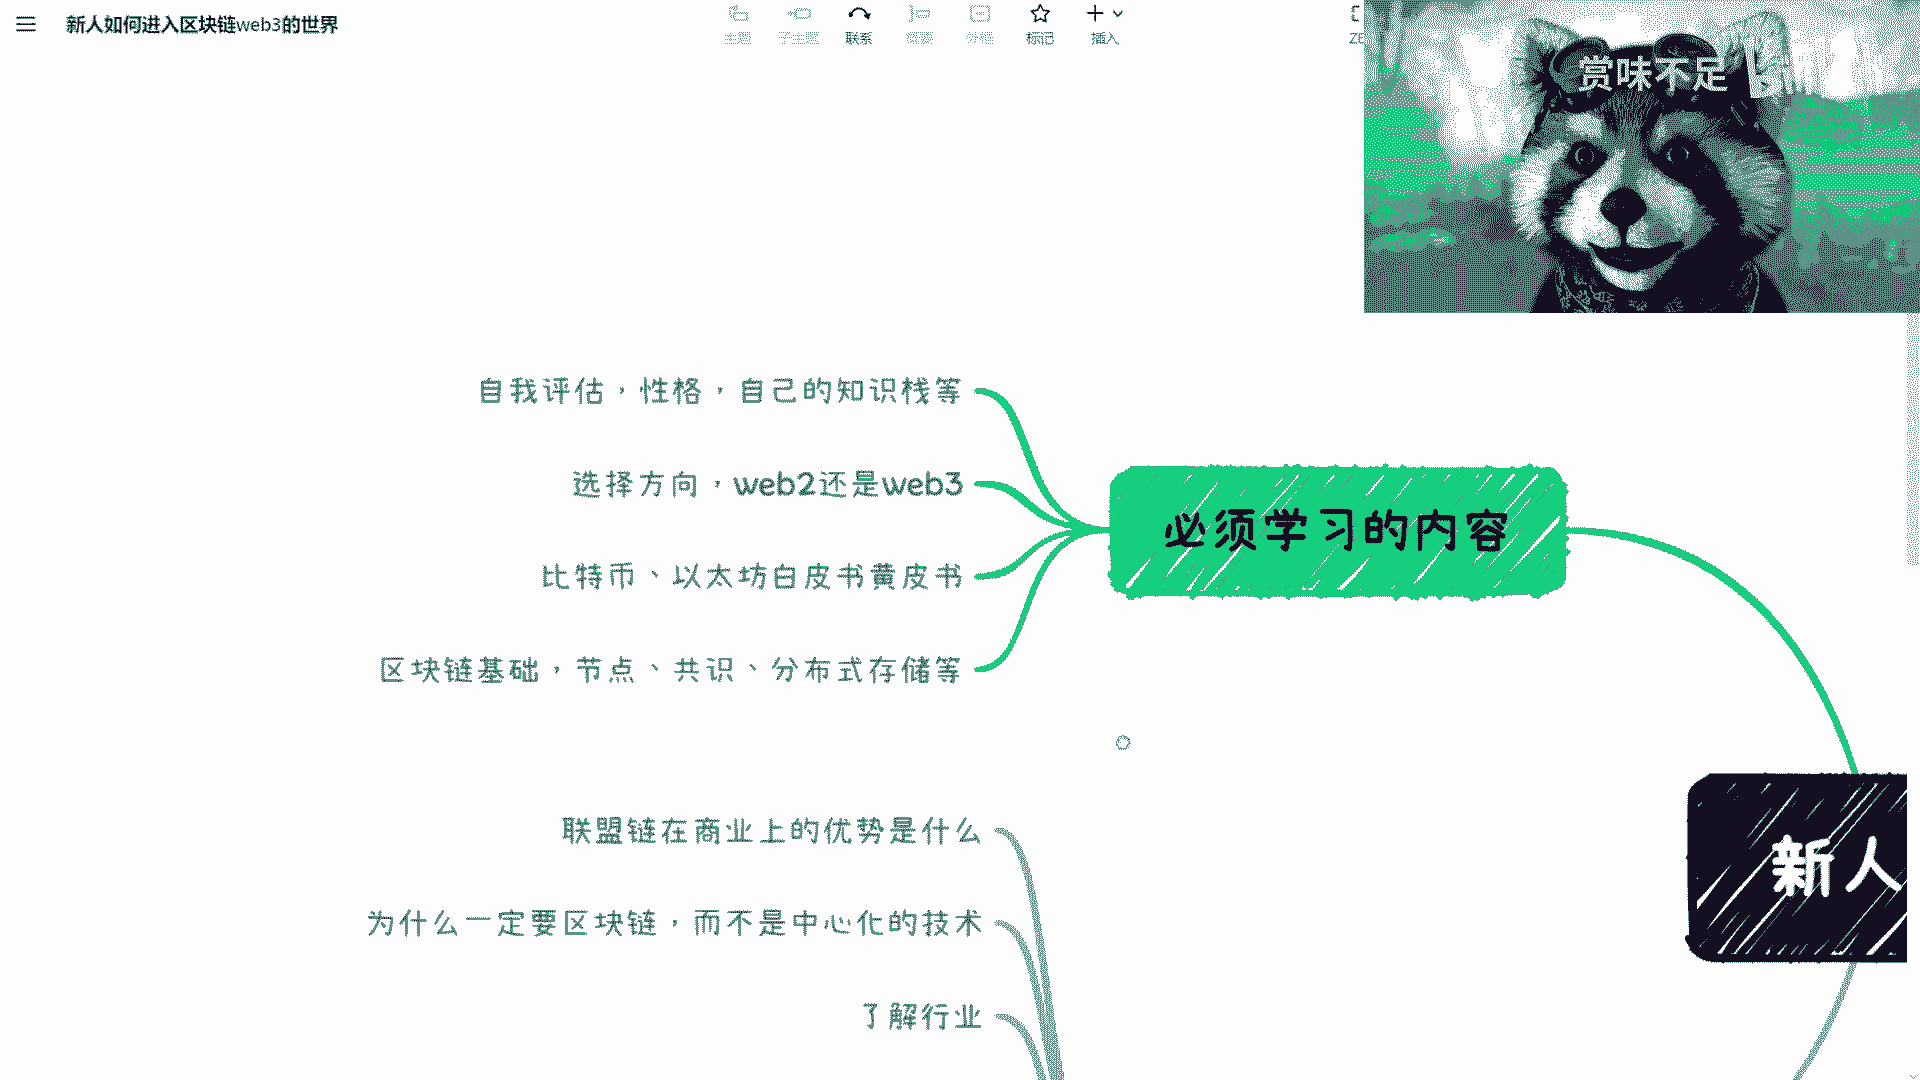 新人如何进入区块链web3的世界
主题 子主题 联系 概要 外框 标记 插入
ZE
赏味不足
自我评估，性格，自己的知识栈等
选择方向，web2还是web3
必须学习的内容
比特币、以太坊白皮书黄皮书
区块链基础，节点、共识、分布式存储等
联盟链在商业上的优势是什么
新人
为什么一定要区块链，而不是中心化的技术
了解行业